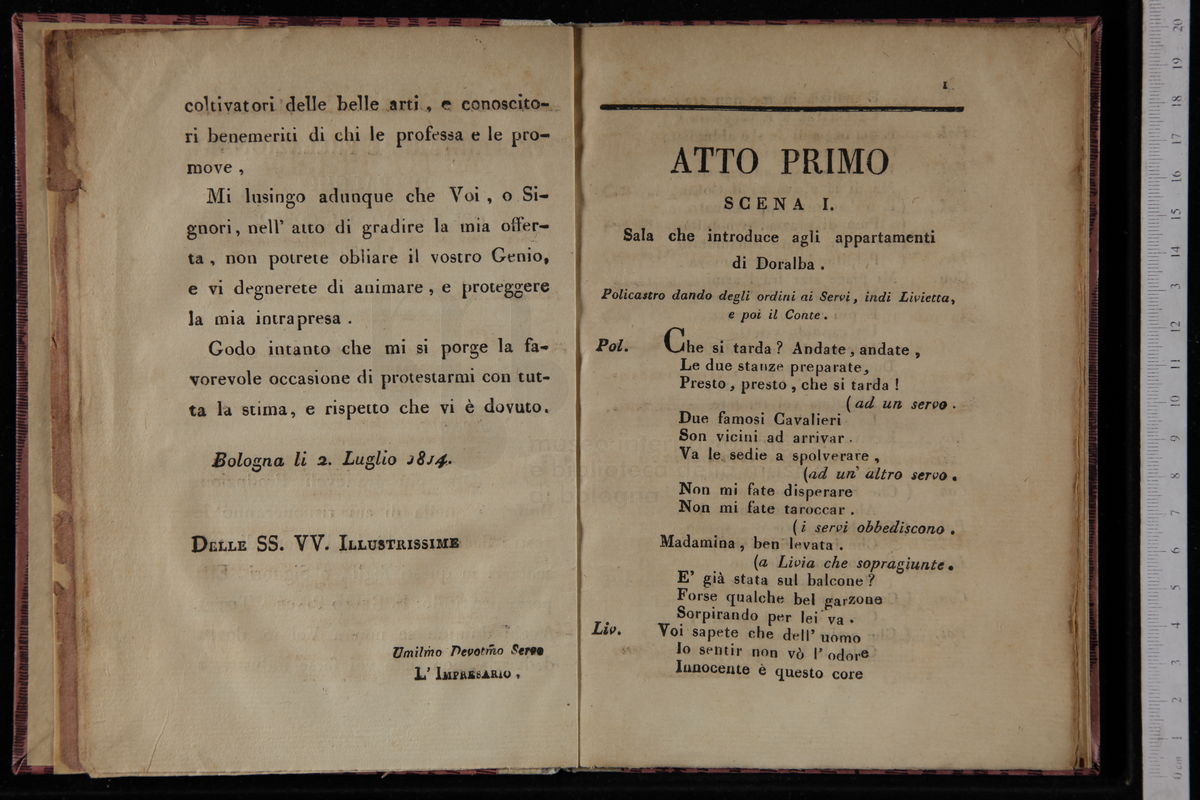 coltivatori delle belle arti , e conoscito-
ri benemeriti di chi le professa e le pro-
move ,
Mi lusingo adunque che Voi , o Si-
gnori, nell' atto di gradire la mia offer-
ta , non potrete obliare il vostro Genio,
e vi degnerete di animare , e proteggere
la mia intrapresa .
Godo intanto che mi si porge la fa-
vorevole occasione di protestarmi con tut-
ta la stima, e rispetto che vi è dovuto.
Bologna li 2. Luglio 1814.
DELLE SS. VV. ILLUSTRISSIME
Umilm̃o Devotm̃o Servo
L' IMPRESARIO ,
1
ATTO PRIMO
SCENA I.
Sala che introduce agli appartamenti
di Doralba .
Policastro dando degli ordini ai Servi, indi Livietta,
e poi il Conte .
Pol. Che si tarda ? Andate , andate ,
Le due stanze preparate,
Presto , presto , che si tarda !
( ad un servo .
Due famosi Cavalieri
Son vicini ad arrivar .
Va le sedie a spolverare ,
(ad un' altro servo .
Non mi fate disperare
Non mi fate taroccar .
( i servi obbediscono .
Madamina , ben levata .
(a Livia che sopragiunte .
E' già stata sul balcone ?
Forse qualche bel garzone
Sorpirando per lei va .
Liv. Voi sapete che dell' uomo
Io sentir non vò l' odore
Innocente è questo core
museo inte
e biblioteca
di bologna